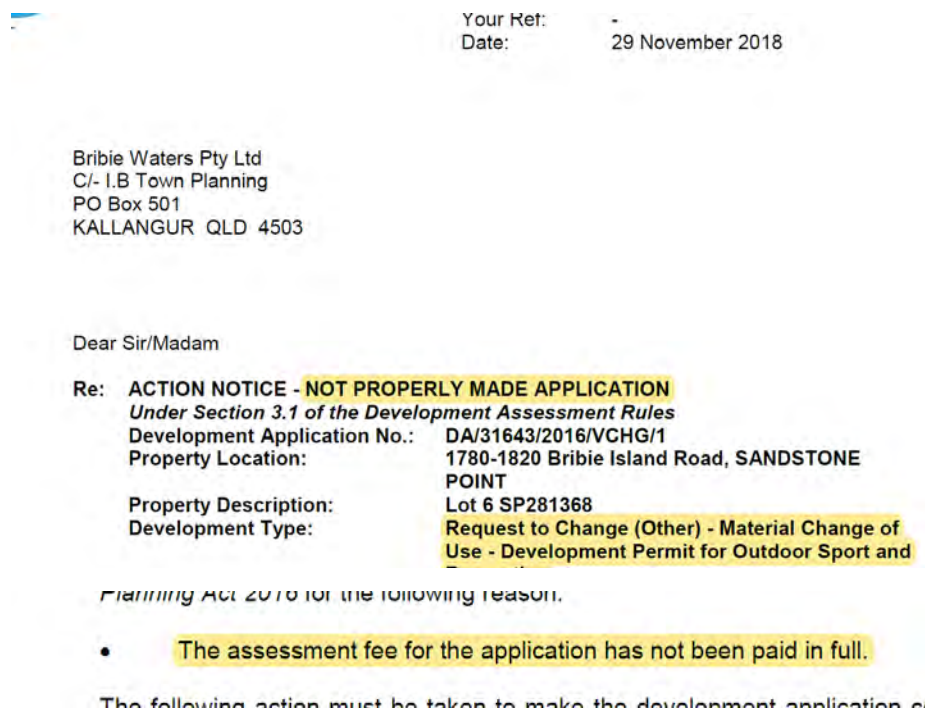 Your Ref: -
Date: 29 November 2018
Bribie Waters Pty Ltd
C/- I.B Town Planning
PO Box 501
KALLANGUR QLD 4503
Dear Sir/Madam
Re: ACTION NOTICE - NOT PROPERLY MADE APPLICATION
Under Section 3.1 of the Development Assessment Rules
Development Application No.: DA/31643/2016/VCHG/1
Property Location: 1780-1820 Bribie Island Road, SANDSTONE
POINT
Property Description: Lot 6 SP281368
Development Type: Request to Change (Other) - Material Change of
Use - Development Permit for Outdoor Sport and
Planning Act 2016 for the following reason.
• The assessment fee for the application has not been paid in full.
The following action must be taken to make the development application